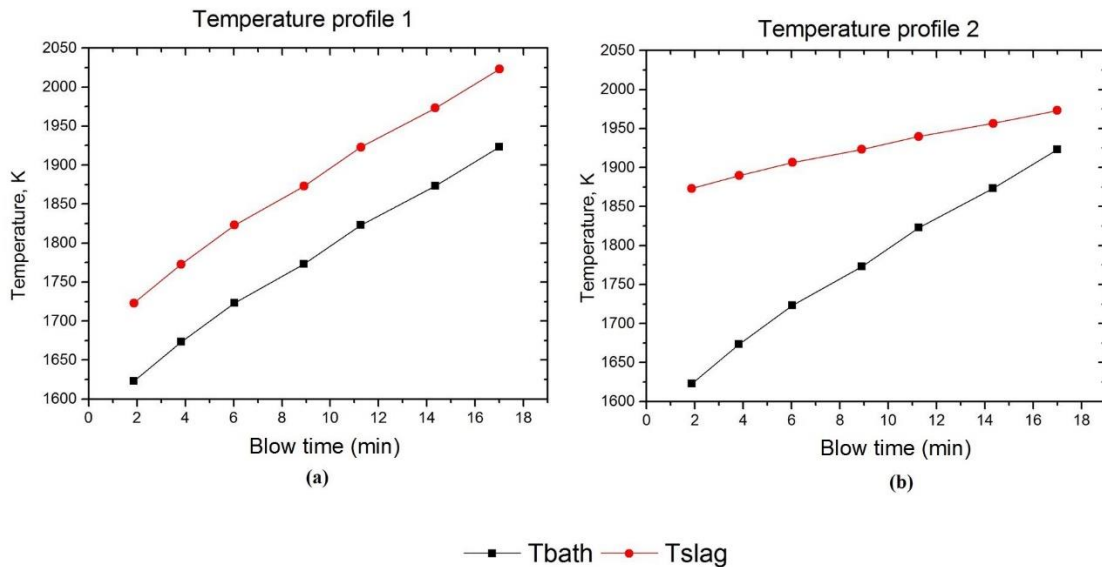 Temperature profile 1
2050
2000
1950
1900
1850
1800
1750
1700
1650
1600
Temperature, K
0 2 4 6 8 10 12 14 16 18
Blow time (min)
(a)
Temperature profile 2
2050
2000
1950
1900
1850
1800
1750
1700
1650
1600
Temperature, K
0 2 4 6 8 10 12 14 16 18
Blow time (min)
(b)
Tbath Tslag